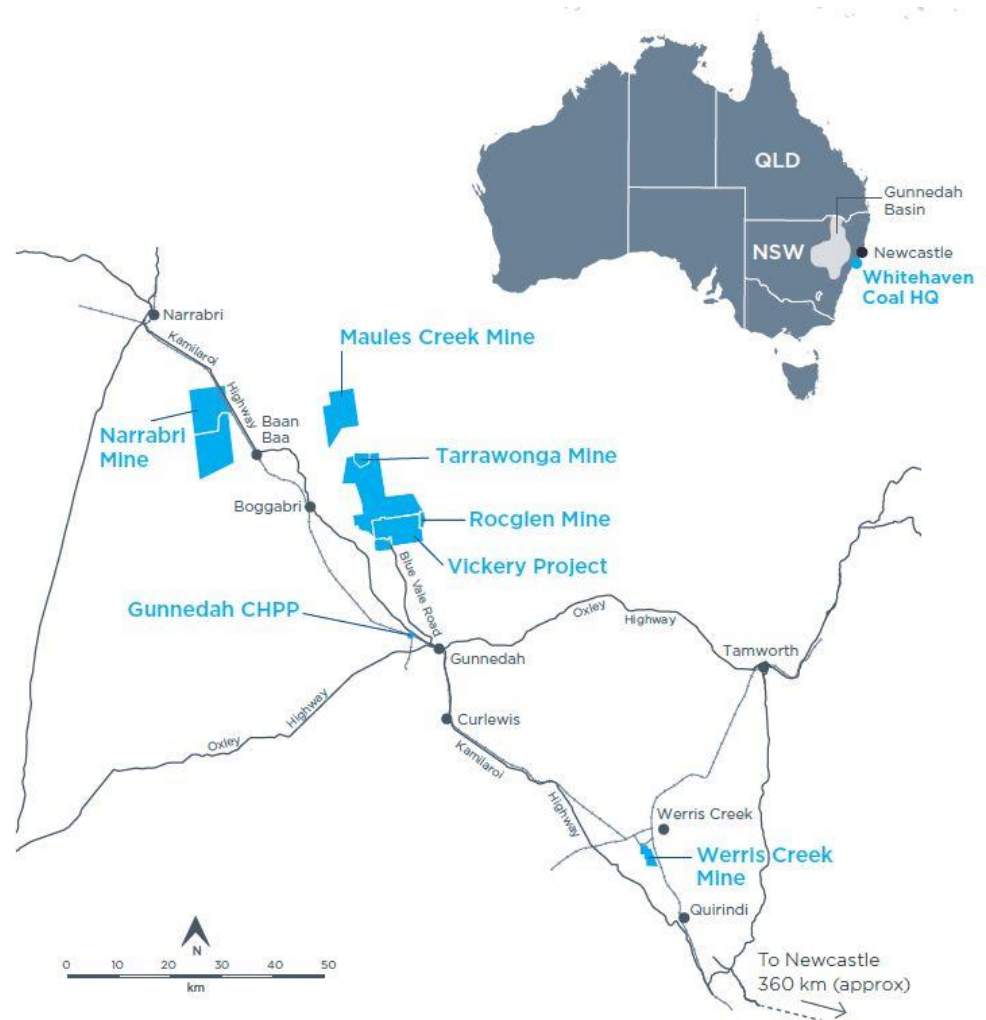 QLD
Gunnedah
Basin
NSW
Newcastle
Whitehaven
Coal HQ
Narrabri
Kamilaroi
Highway
Maules Creek Mine
Narrabri
Mine
Baan
Baa
Tarrawonga Mine
Boggabri
Rocglen Mine
Vickery Project
Blue Vale Road
Gunnedah CHPP
Oxley
Highway
Gunnedah
Tamworth
Highway
Oxley
Curlewis
Kamilaroi
Highway
Werris Creek
Werris Creek
Mine
Quirindi
N
0 10 20 30 40 50
km
To Newcastle
360 km (approx)